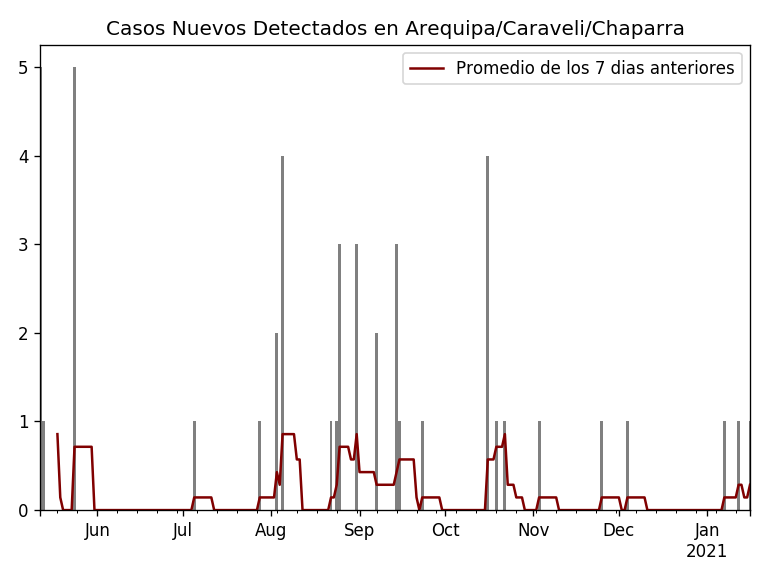 Casos Nuevos Detectados en Arequipa/Caraveli/Chaparra
Promedio de los 7 dias anteriores
5
4
3
2
1
0
Jun Jul Aug Sep Oct Nov Dec Jan
2021